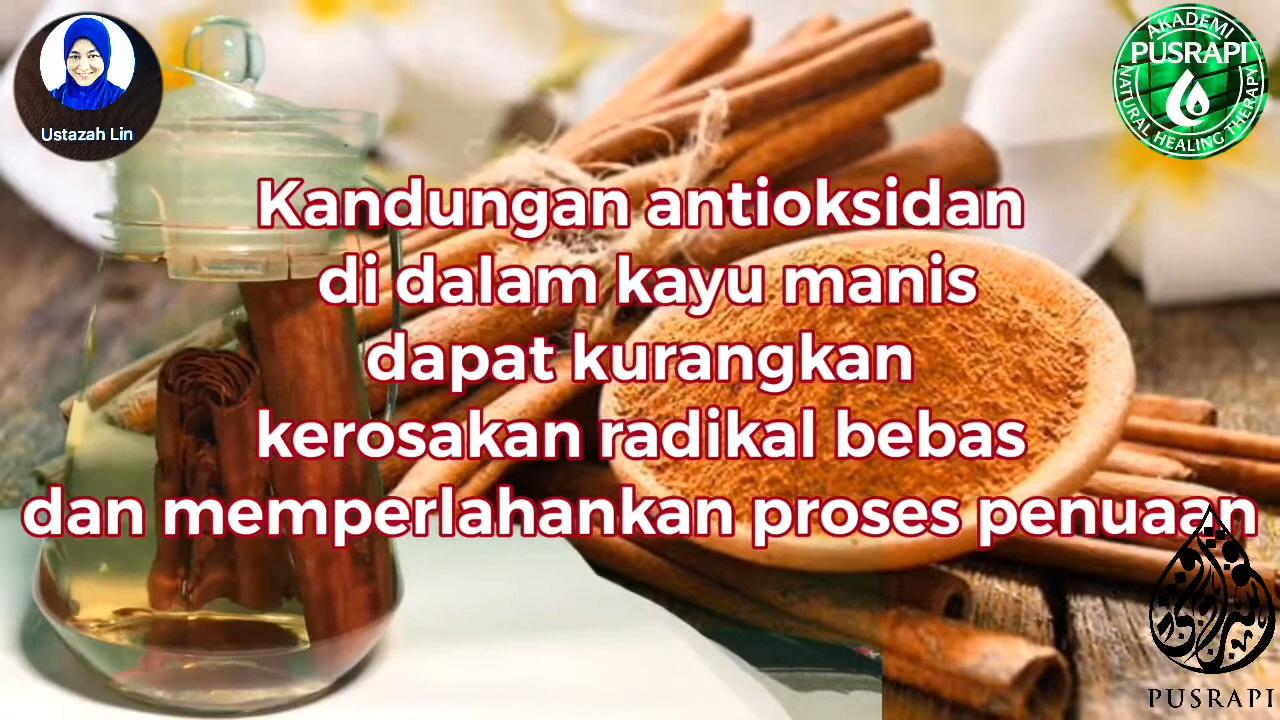 Ustazah Lin
AKADEMI
PUSRAPI
NATURAL HEALING THERAPY
Kandungan antioksidan
di dalam kayu manis
dapat kurangkan
kerosakan radikal bebas
dan memperlahankan proses penuaan
PUSRAPI